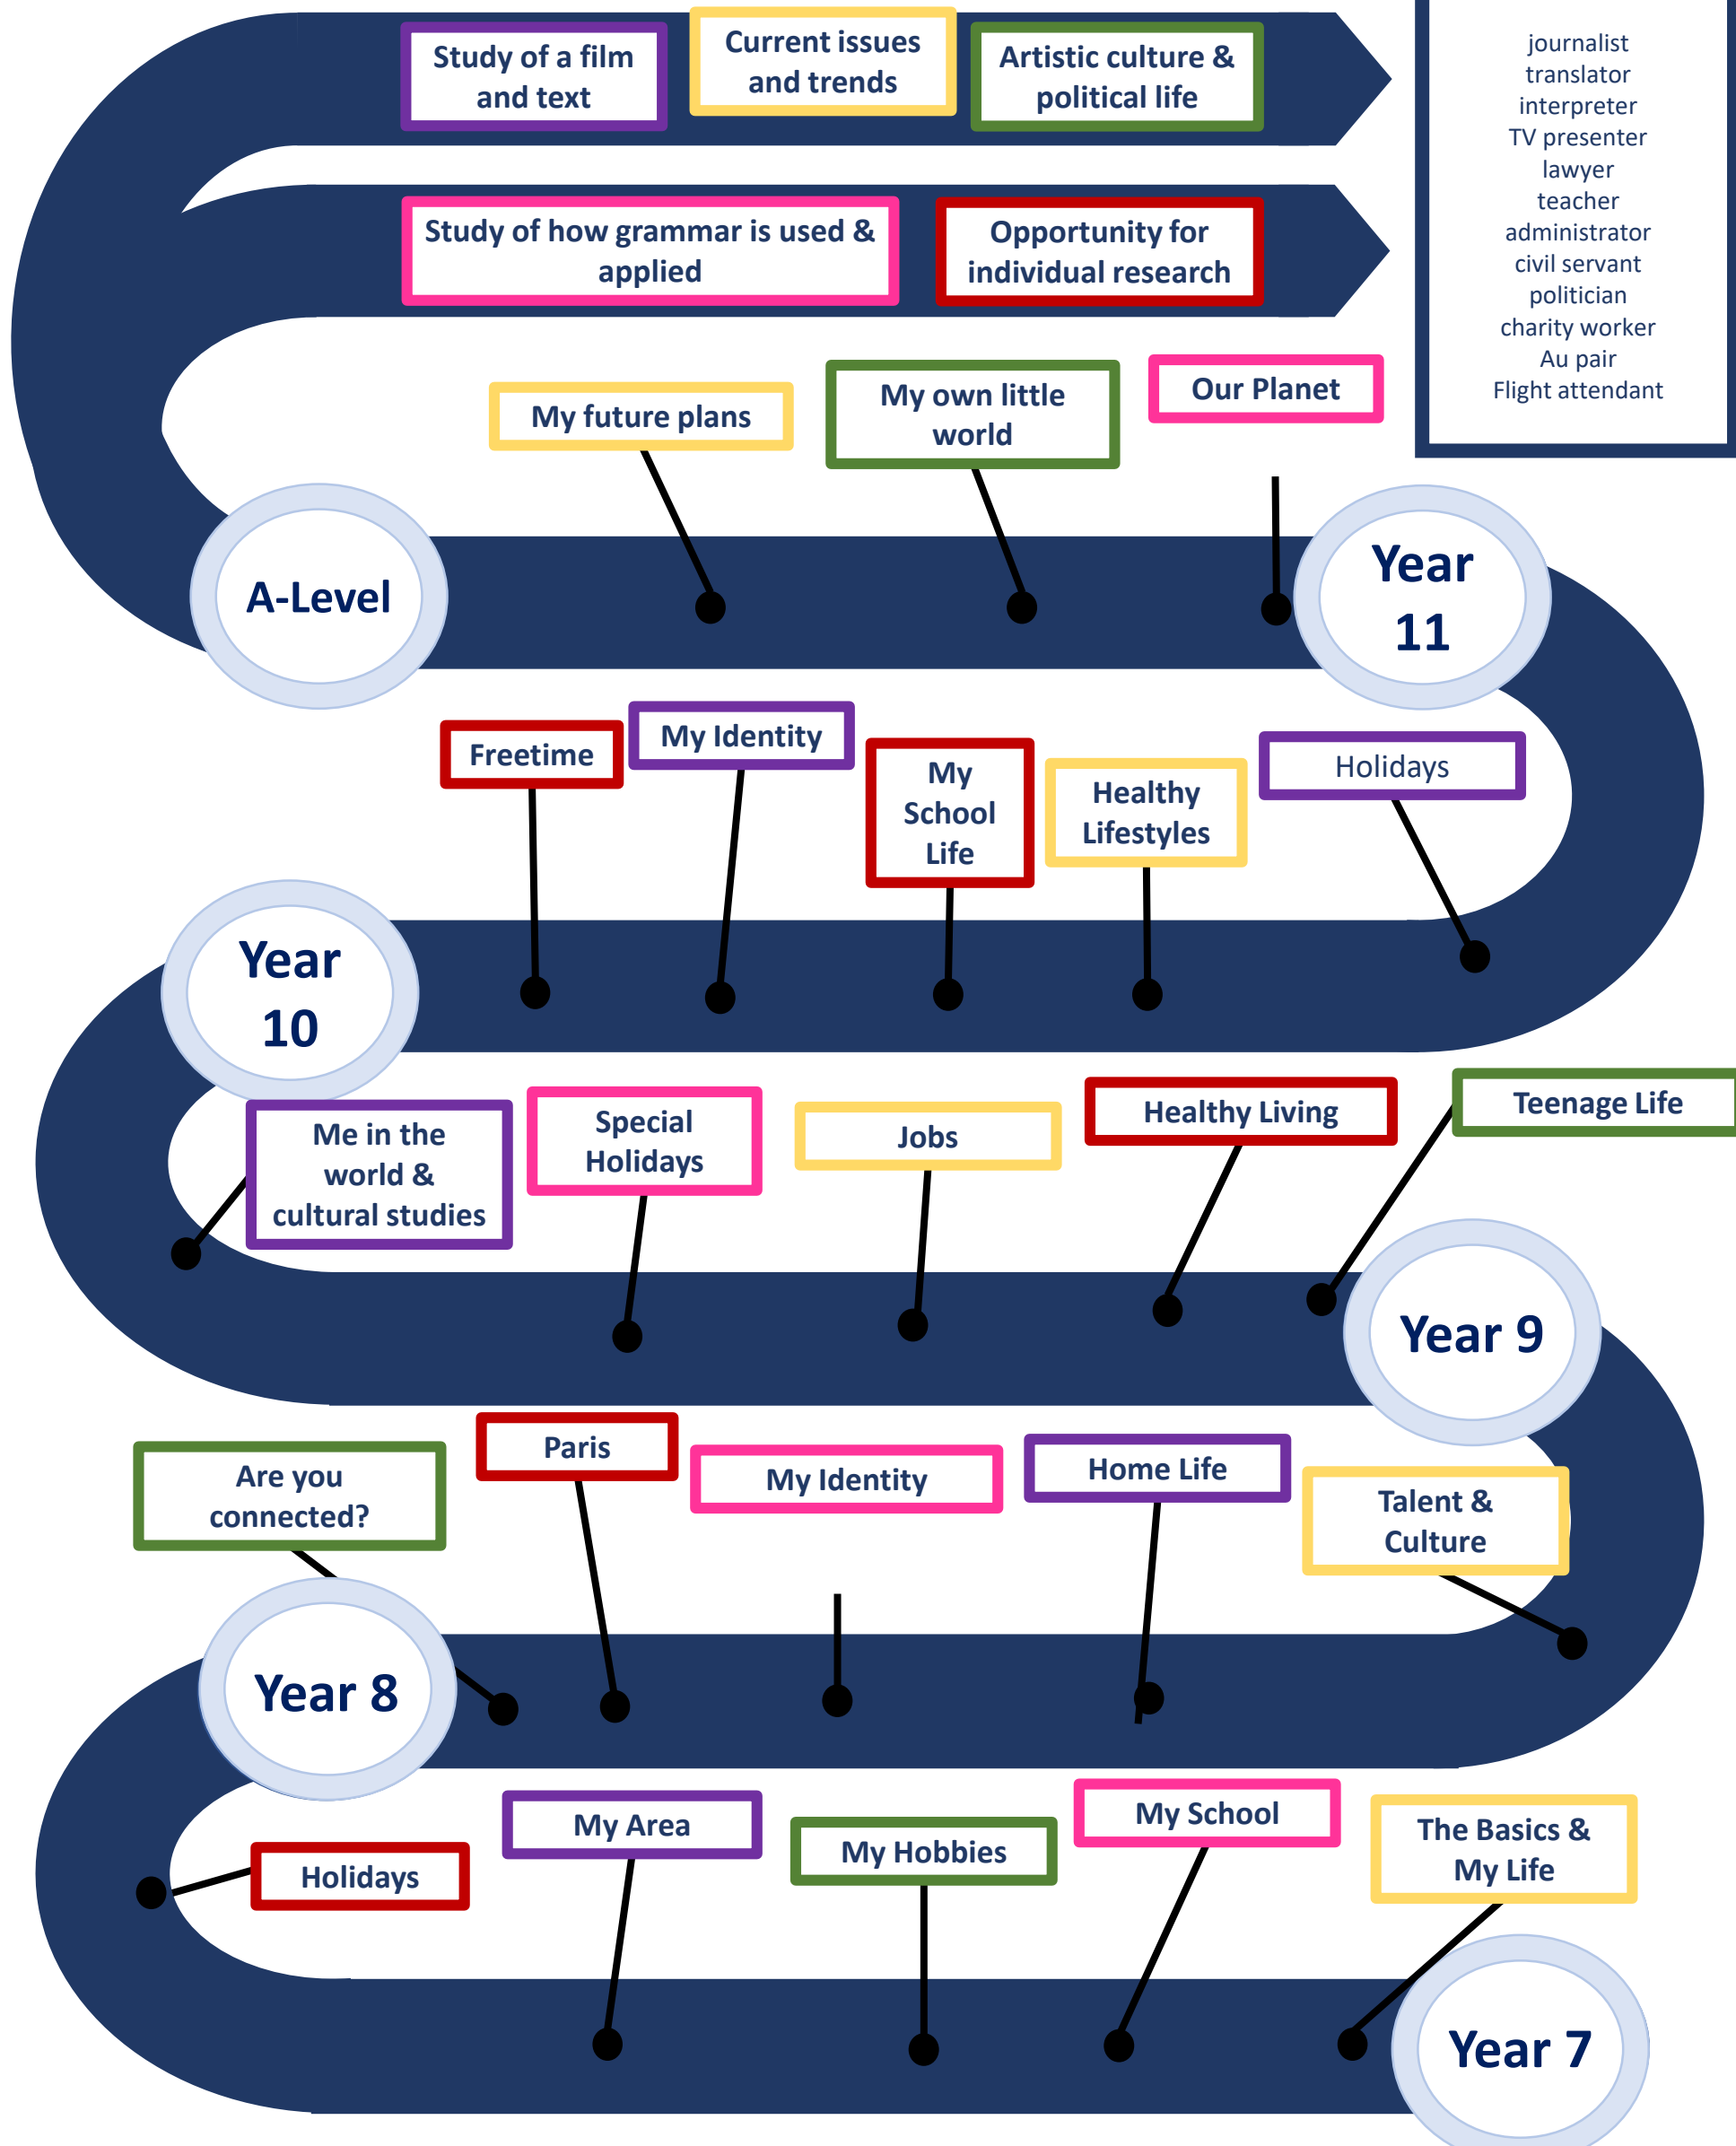 Study of a film
and text
Current issues
and trends
Artistic culture &
political life
journalist
translator
interpreter
TV presenter
lawyer
teacher
administrator
civil servant
politician
charity worker
Au pair
Flight attendant
Study of how grammar is used &
applied
Opportunity for
individual research
My future plans
My own little
world
Our Planet
A-Level
Year
11
Freetime
My Identity
My
School
Life
Healthy
Lifestyles
Holidays
Year
10
Me in the
world &
cultural studies
Special
Holidays
Jobs
Healthy Living
Teenage Life
Year 9
Are you
connected?
Paris
My Identity
Home Life
Talent &
Culture
Year 8
Holidays
My Area
My Hobbies
My School
The Basics &
My Life
Year 7